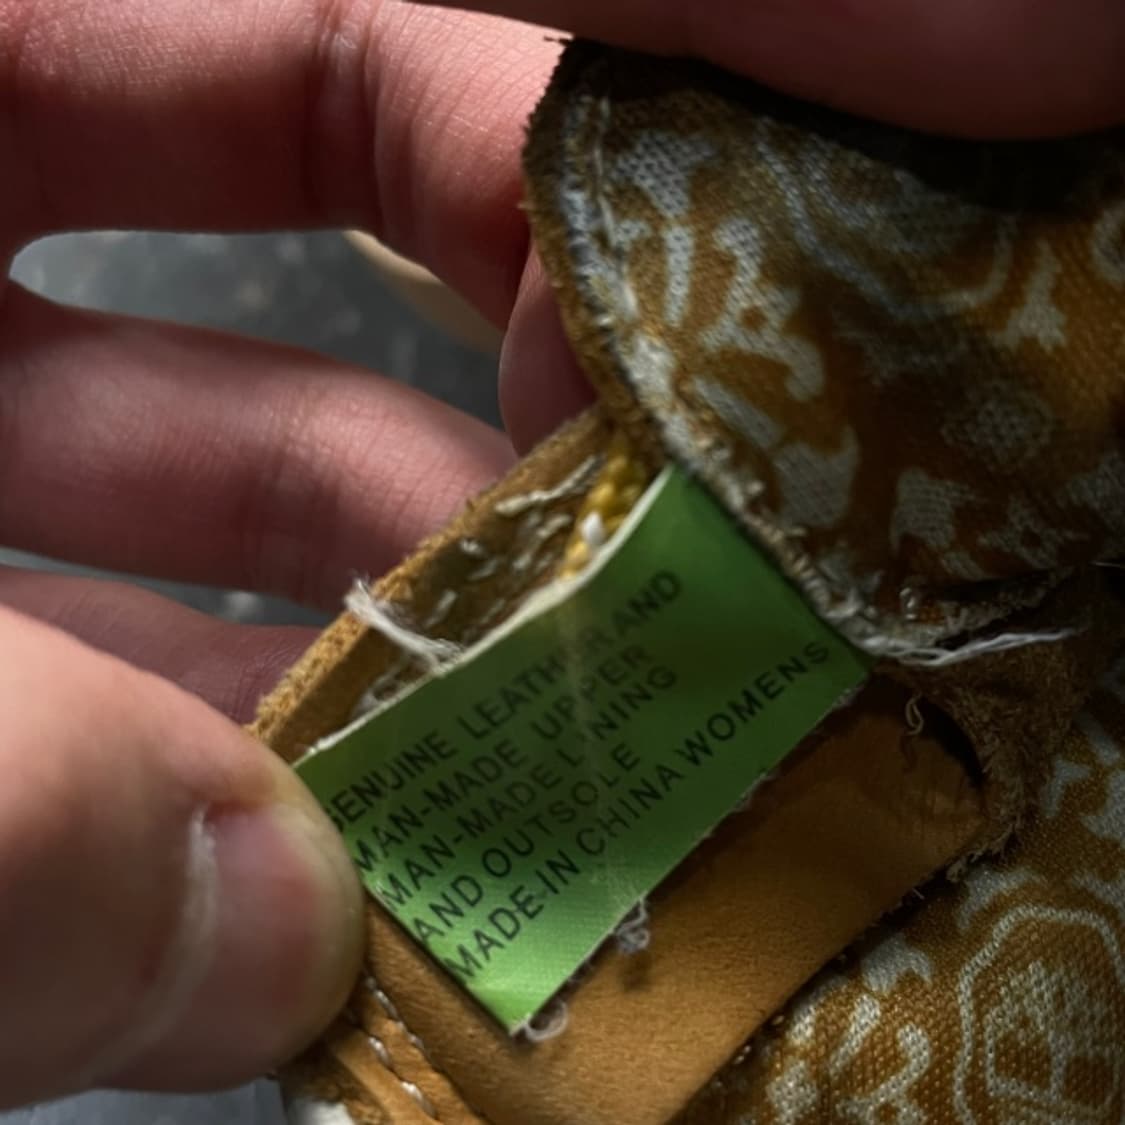 GENUINE LEATHER AND
MAN-MADE UPPER
MAN-MADE LINING
AND OUTSOLE
MADE-IN CHINA WOMENS